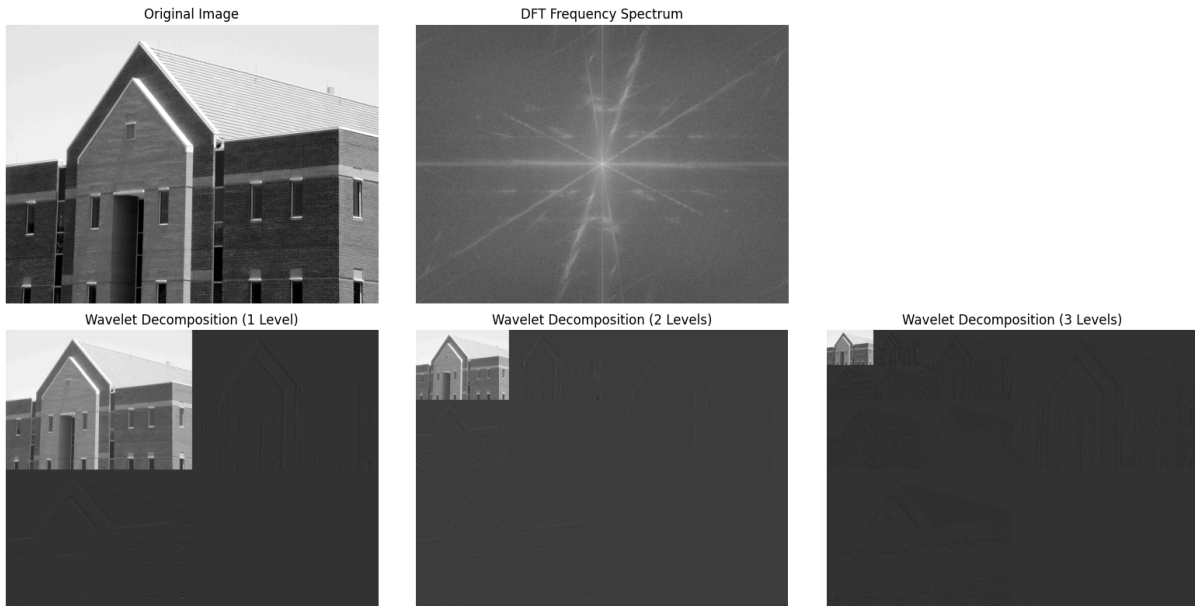 Original Image
DFT Frequency Spectrum
Wavelet Decomposition (1 Level)
Wavelet Decomposition (2 Levels)
Wavelet Decomposition (3 Levels)